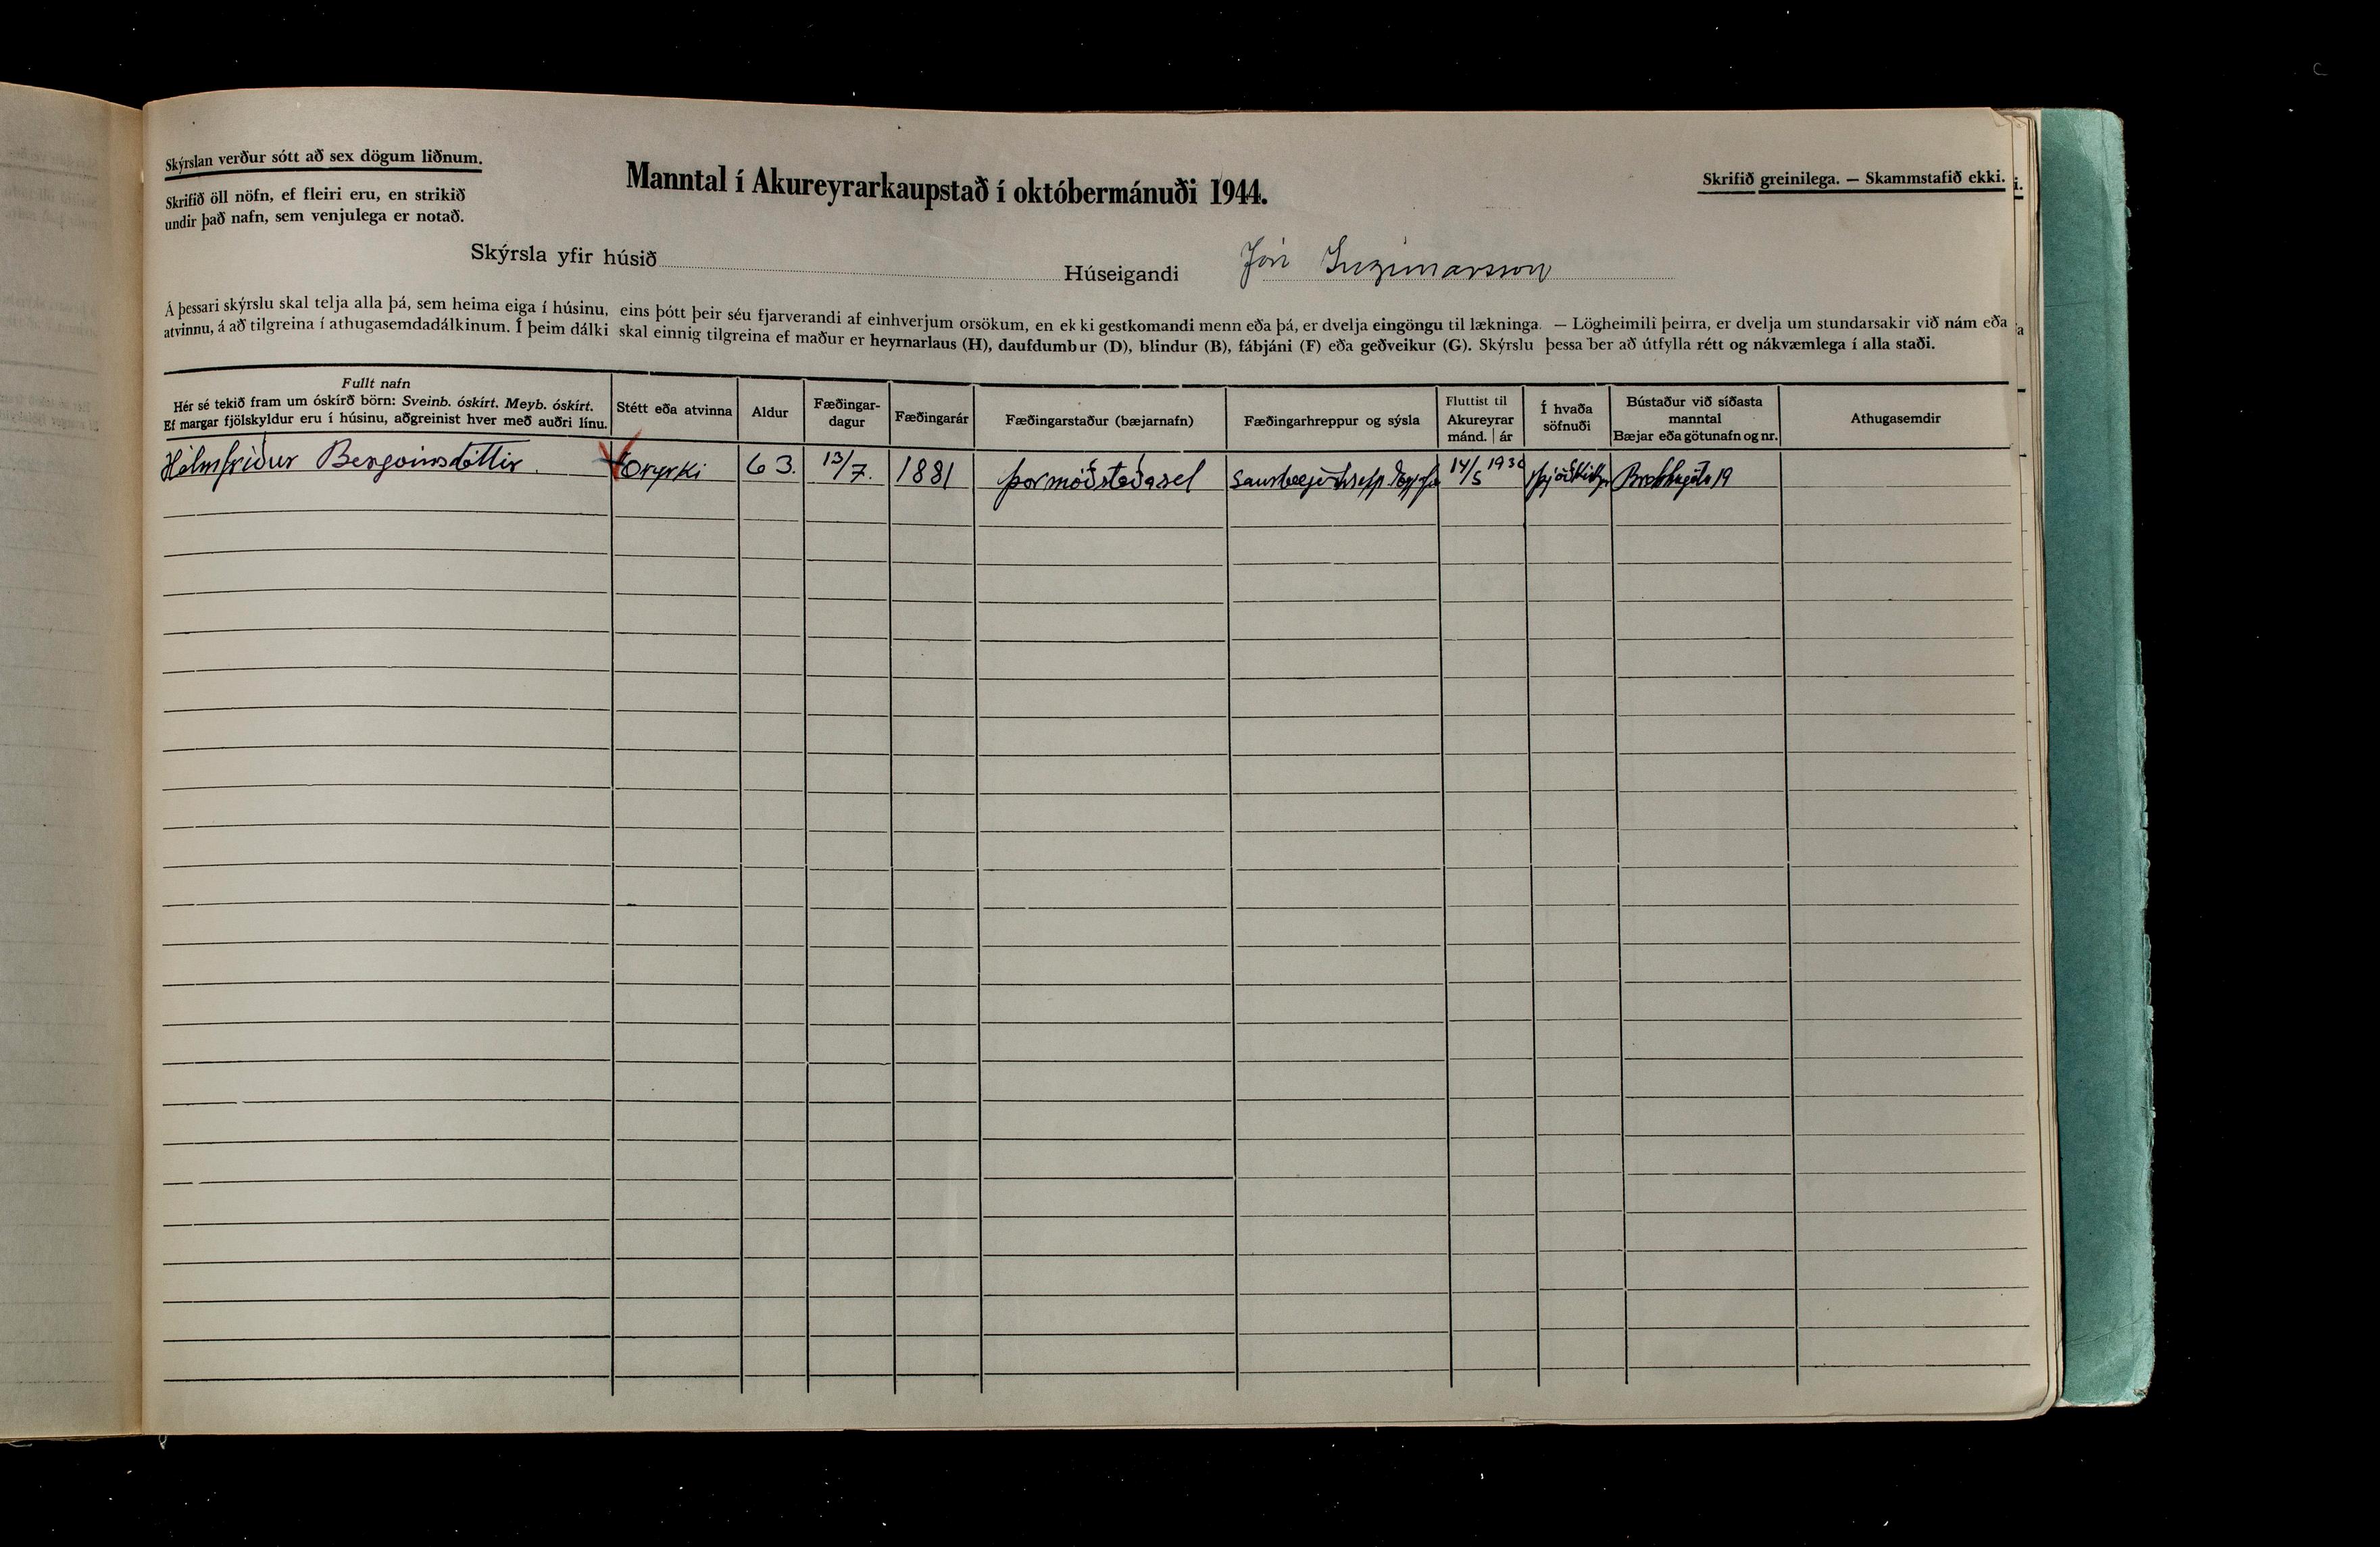 Skýrslan verður sótt að sex dögum liðnum.
Skrifið öll nöfn, ef fleiri eru, en strikið
undir það nafn, sem venjulega er notað.
Manntal í Akureyrarkaupstað í októbermánuði 1944.
Skrifið greinilega. — Skammstafið ekki.
Skýrsla yfir húsið Húseigandi Jón Ingimarsson
Á þessari skýrslu skal telja alla þá, sem heima eiga í húsinu, eins þótt þeir séu fjarverandi af einhverjum orsökum, en ekki gestkomandi menn eða þá, er dvelja eingöngu til lækninga. — Lögheimili þeirra, er dvelja um stundarsakir við nám eða
atvinnu, á að tilgreina í athugasemdadálkinum. Í þeim dálki skal einnig tilgreina ef maður er heyrnarlaus (H), daufdumbur (D), blindur (B), fábjáni (F) eða geðveikur (G). Skýrslu þessa ber að útfylla rétt og nákvæmlega í alla staði.
Fullt nafn
Hér sé tekið fram um óskírð börn: Sveinb. óskírt. Meyb. óskírt.
Ef margar fjölskyldur eru í húsinu, aðgreinist hver með auðri línu.
Stétt eða atvinna
Aldur
Fæðingar-
dagur
Fæðingarár
Fæðingarstaður (bæjarnafn)
Fæðingarhreppur og sýsla
Fluttist til
Akureyrar
mánd. | ár
Í hvaða
söfnuði
Bústaður við síðasta
manntal
Bæjar eða götunafn og nr.
Athugasemdir
Hólmfríður Bergvinsdóttir. Öryrki 63. 13/7. 1881 Þormóðstaðasel 14/5 1930 Brekkugata 19